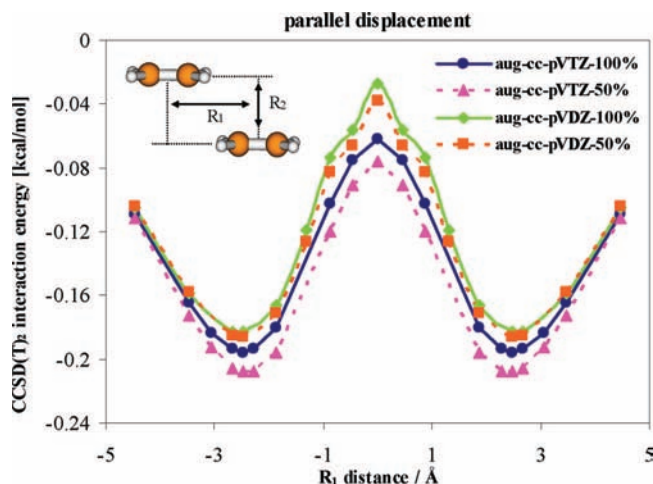 parallel displacement
0
-0.04
-0.08
-0.12
-0.16
-0.2
-0.24
CCSD(T): interaction energy [kcal/mol]
R₁
R₂
aug-cc-pVTZ-100%
aug-cc-pVTZ-50%
aug-cc-pVDZ-100%
aug-cc-pVDZ-50%
-5 -3 -1 1 3 5
R₁ distance / Å